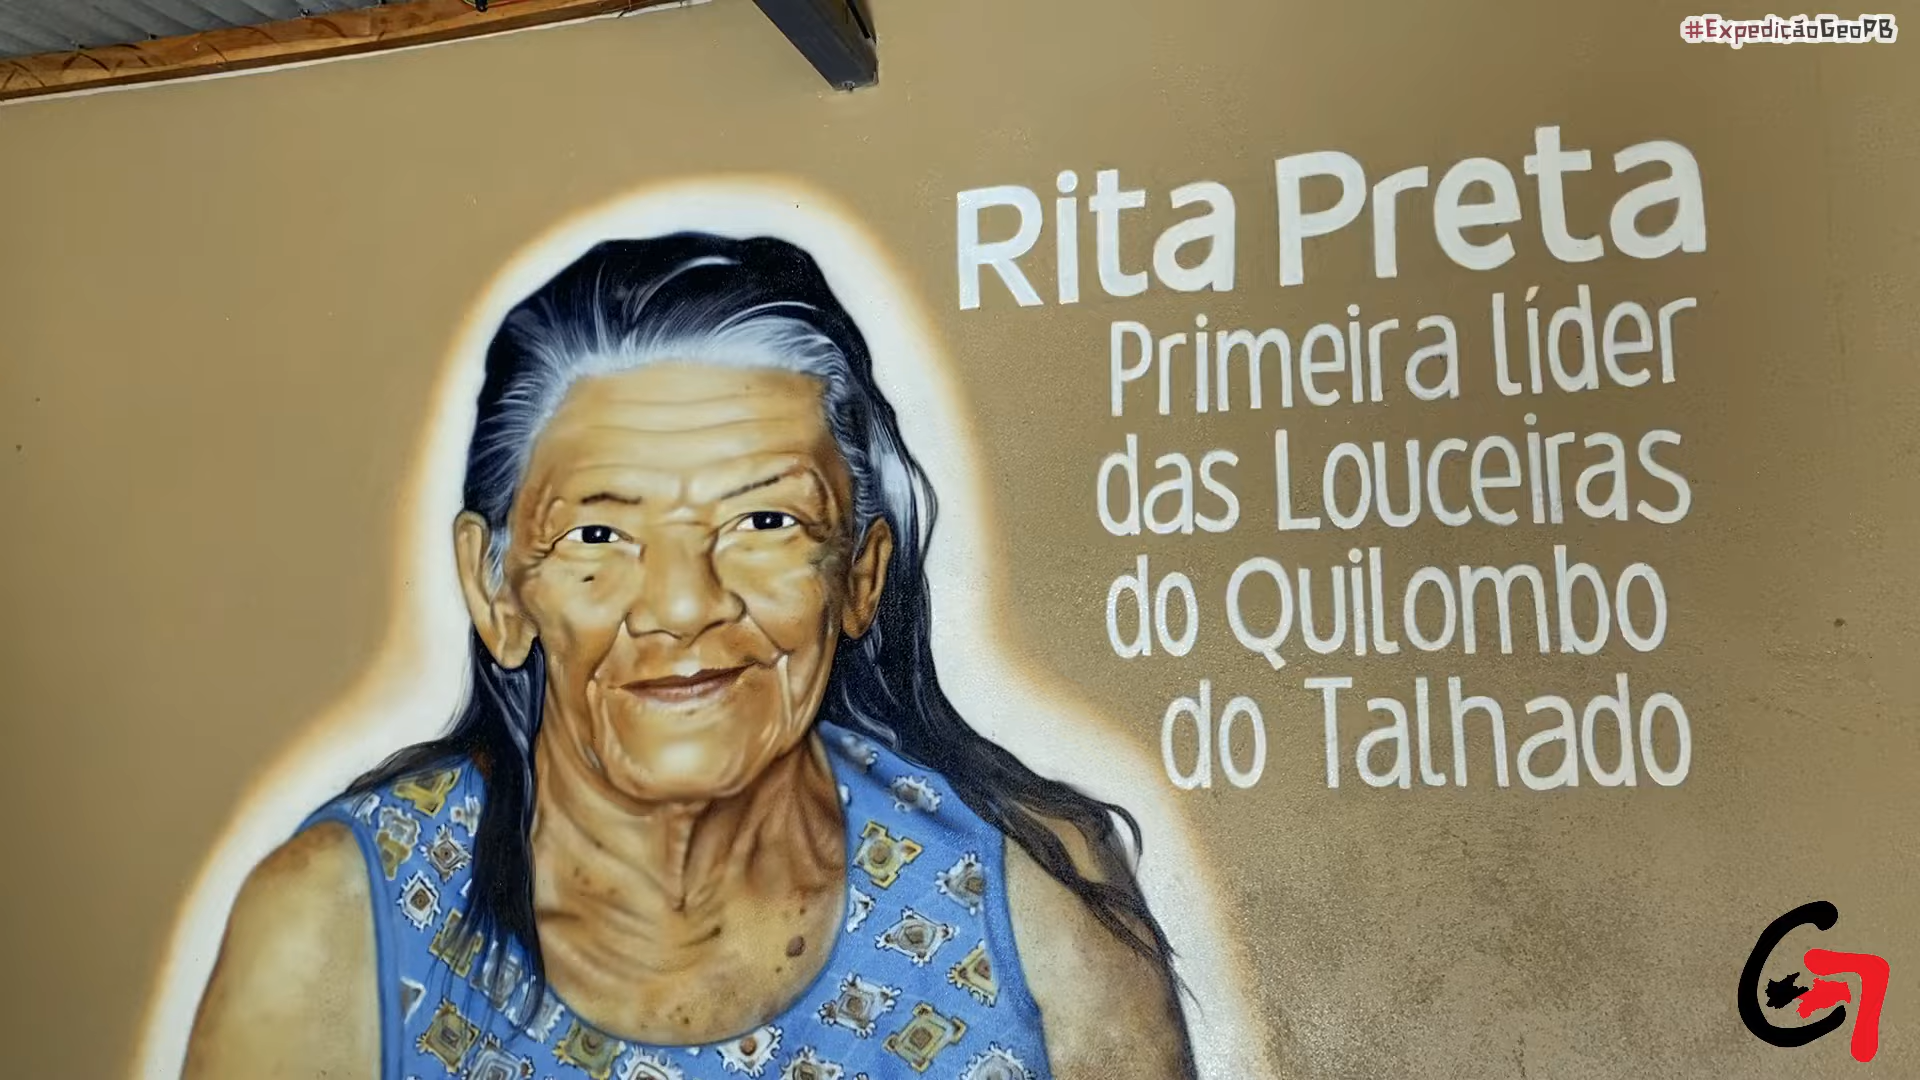 #ExpediçãoGeoPB
Rita Preta
Primeira líder
das Louceiras
do Quilombo
do Talhado